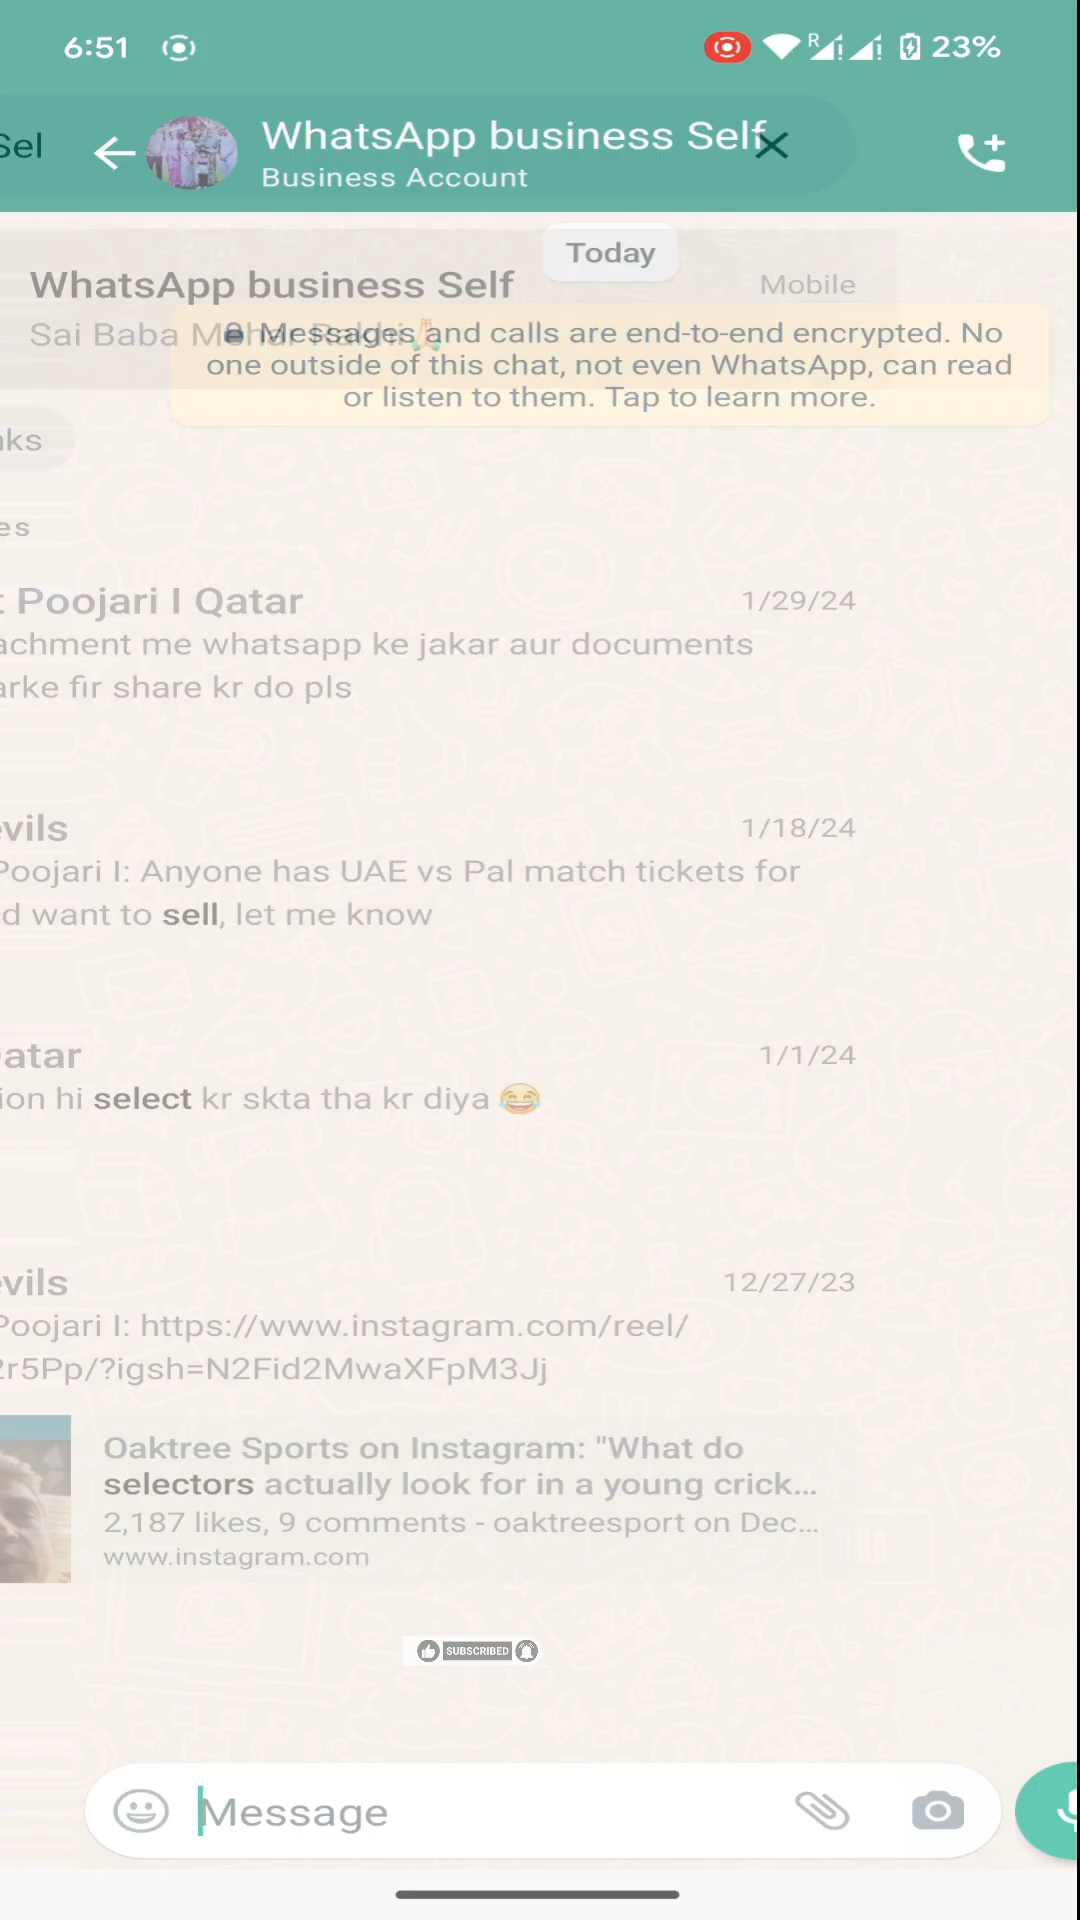 6:51
R
23%
Sel
WhatsApp business Self
Business Account
Today
WhatsApp business Self
Mobile
Sai Baba Mohar Rakhi🙏🏻
Messages and calls are end-to-end encrypted. No
one outside of this chat, not even WhatsApp, can read
or listen to them. Tap to learn more.
nks
es
t Poojari I Qatar
1/29/24
achment me whatsapp ke jakar aur documents
arke fir share kr do pls
evils
1/18/24
Poojari I: Anyone has UAE vs Pal match tickets for
d want to sell, let me know
atar
1/1/24
ion hi select kr skta tha kr diya 😂
evils
12/27/23
Poojari I: https://www.instagram.com/reel/
2r5Pp/?igsh=N2Fid2MwaXFpM3Jj
Oaktree Sports on Instagram: "What do
selectors actually look for in a young crick...
2,187 likes, 9 comments - oaktreesport on Dec...
www.instagram.com
SUBSCRIBED
Message